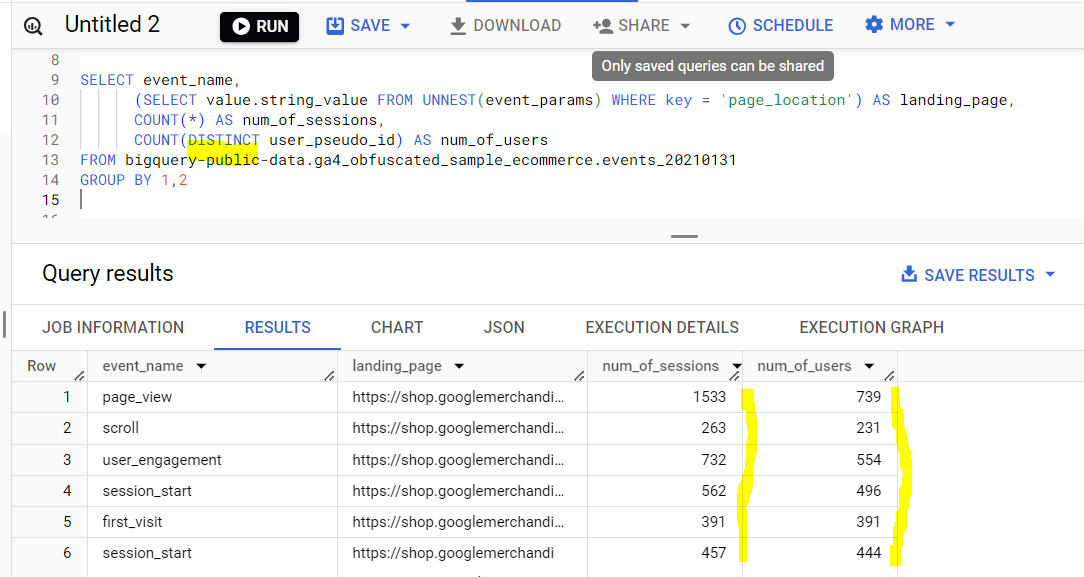 Untitled 2 RUN SAVE DOWNLOAD SHARE SCHEDULE MORE
Only saved queries can be shared
8
9 SELECT event_name,
10 (SELECT value.string_value FROM UNNEST(event_params) WHERE key = 'page_location') AS landing_page,
11 COUNT(*) AS num_of_sessions,
12 COUNT(DISTINCT user_pseudo_id) AS num_of_users
13 FROM bigquery-public-data.ga4_obfuscated_sample_ecommerce.events_20210131
14 GROUP BY 1,2
15
Query results SAVE RESULTS
JOB INFORMATION RESULTS CHART JSON EXECUTION DETAILS EXECUTION GRAPH
Row event_name landing_page num_of_sessions num_of_users
1 page_view https://shop.googlemerchandi... 1533 739
2 scroll https://shop.googlemerchandi... 263 231
3 user_engagement https://shop.googlemerchandi... 732 554
4 session_start https://shop.googlemerchandi... 562 496
5 first_visit https://shop.googlemerchandi... 391 391
6 session_start https://shop.googlemerchandi 457 444